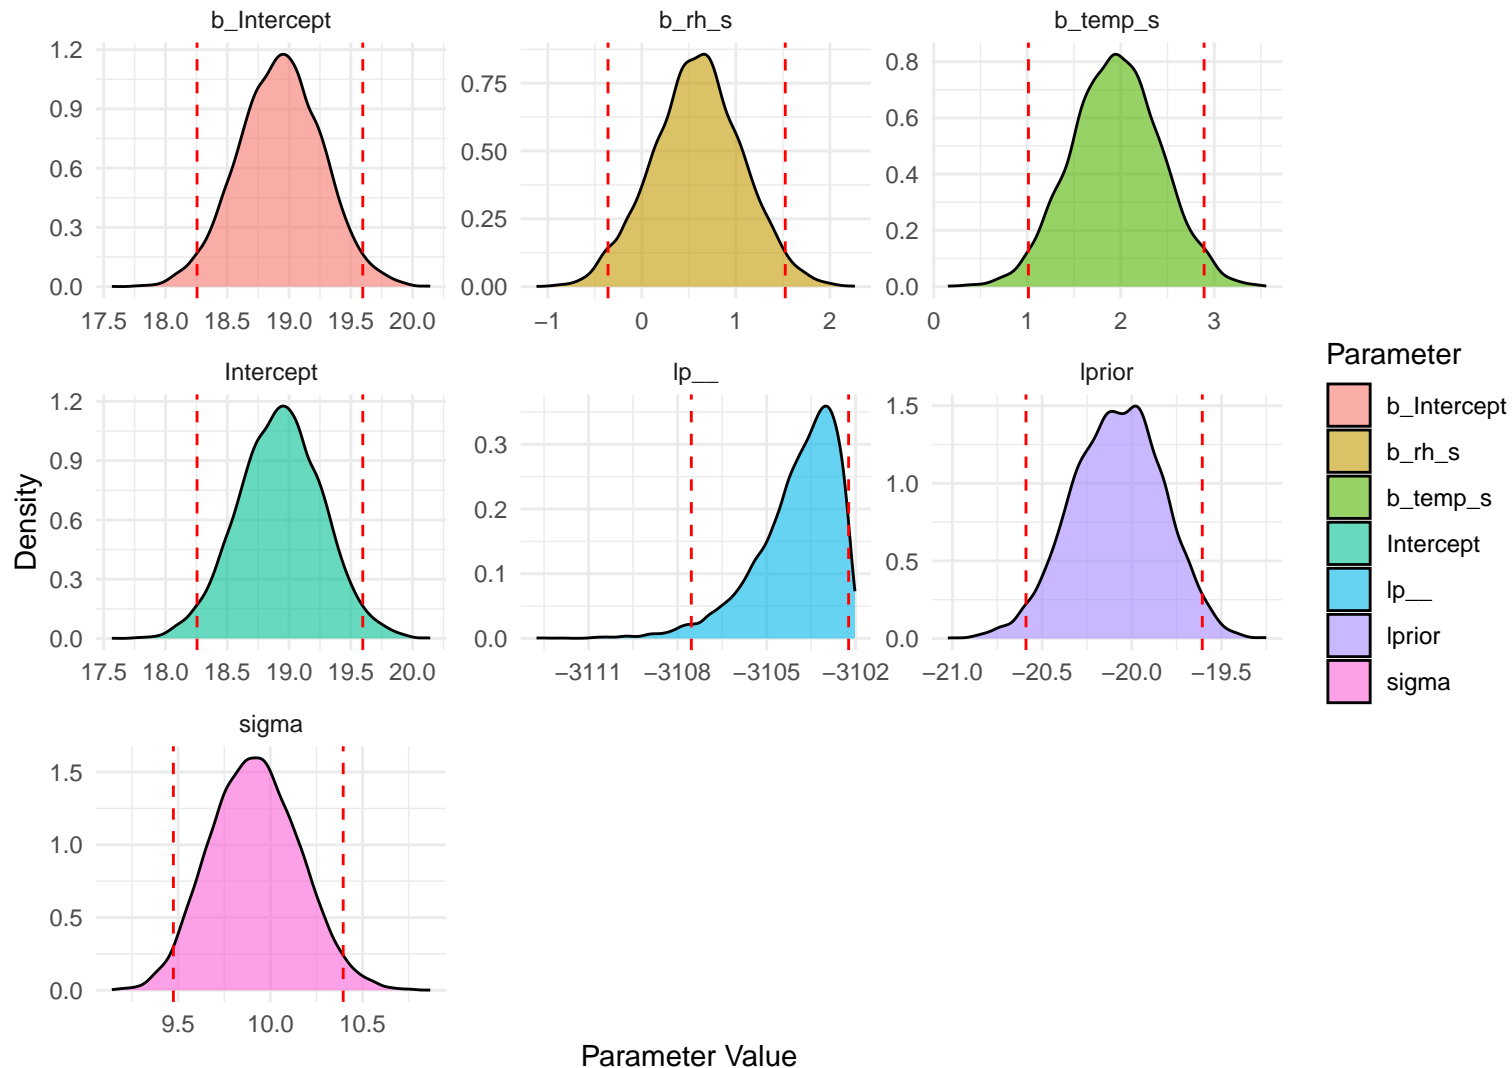 b_Intercept
b_rh_s
b_temp_s
1.2
0.9
0.6
0.3
0.0
17.5 18.0 18.5 19.0 19.5 20.0
0.75
0.50
0.25
0.00
−1 0 1 2
0.8
0.6
0.4
0.2
0.0
0 1 2 3
Intercept
lp__
lprior
1.2
0.9
0.6
0.3
0.0
17.5 18.0 18.5 19.0 19.5 20.0
0.3
0.2
0.1
0.0
−3111 −3108 −3105 −3102
1.5
1.0
0.5
0.0
−21.0 −20.5 −20.0 −19.5
sigma
1.5
1.0
0.5
0.0
9.5 10.0 10.5
Density
Parameter Value
Parameter
b_Intercept
b_rh_s
b_temp_s
Intercept
lp__
lprior
sigma